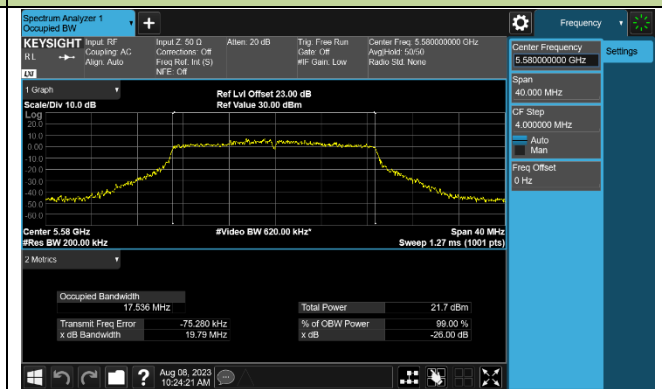 Spectrum Analyzer 1
Occupied BW
Frequency
KEYSIGHT
RL
LXI
Input: RF
Coupling: AC
Align: Auto
Input Z: 50 Ω
Corrections: Off
Freq Ref: Int (S)
NFE: Off
Atten: 20 dB
Trig: Free Run
Gate: Off
#IF Gain: Low
Center Freq: 5.580000000 GHz
Avg|Hold: 50/50
Radio Std: None
Center Frequency
5.580000000 GHz
Settings
Span
40.000 MHz
CF Step
4.000000 MHz
Auto
Man
Freq Offset
0 Hz
1 Graph
Scale/Div 10.0 dB
Ref Lvl Offset 23.00 dB
Ref Value 30.00 dBm
Log
20.0
10.0
0.00
-10.0
-20.0
-30.0
-40.0
-50.0
-60.0
Center 5.58 GHz
#Res BW 200.00 kHz
#Video BW 620.00 kHz*
Span 40 MHz
Sweep 1.27 ms (1001 pts)
2 Metrics
Occupied Bandwidth
17.536 MHz
Total Power 21.7 dBm
Transmit Freq Error -75.280 kHz
% of OBW Power 99.00 %
x dB Bandwidth 19.79 MHz
x dB -26.00 dB
Aug 08, 2023
10:24:21 AM